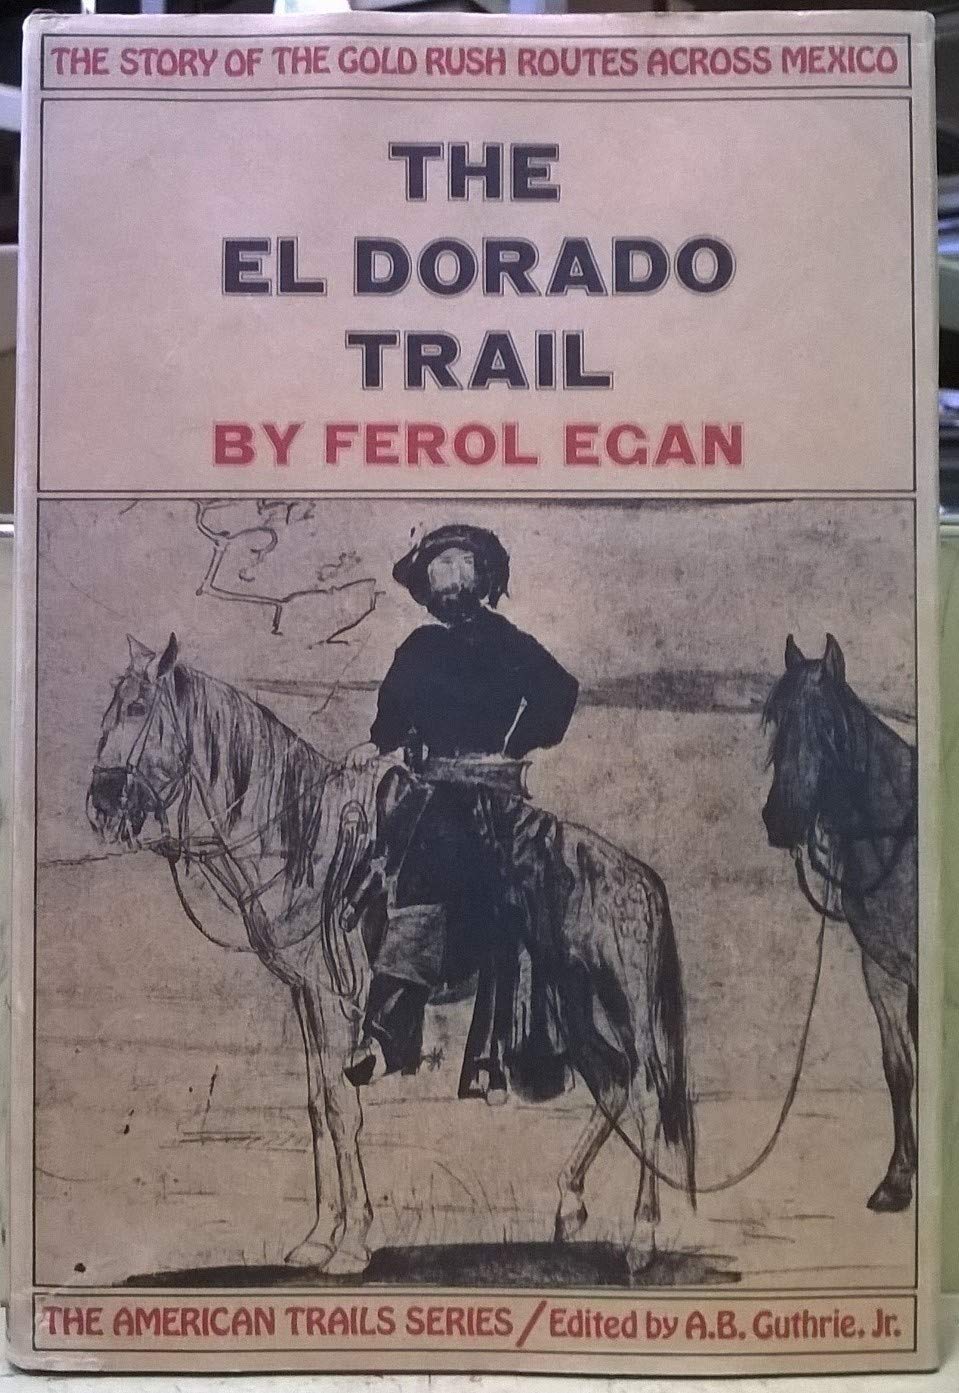 THE STORY OF THE GOLD RUSH ROUTES ACROSS MEXICO
THE
EL DORADO
TRAIL
BY FEROL EGAN
THE AMERICAN TRAILS SERIES / Edited by A.B. Guthrie, Jr.